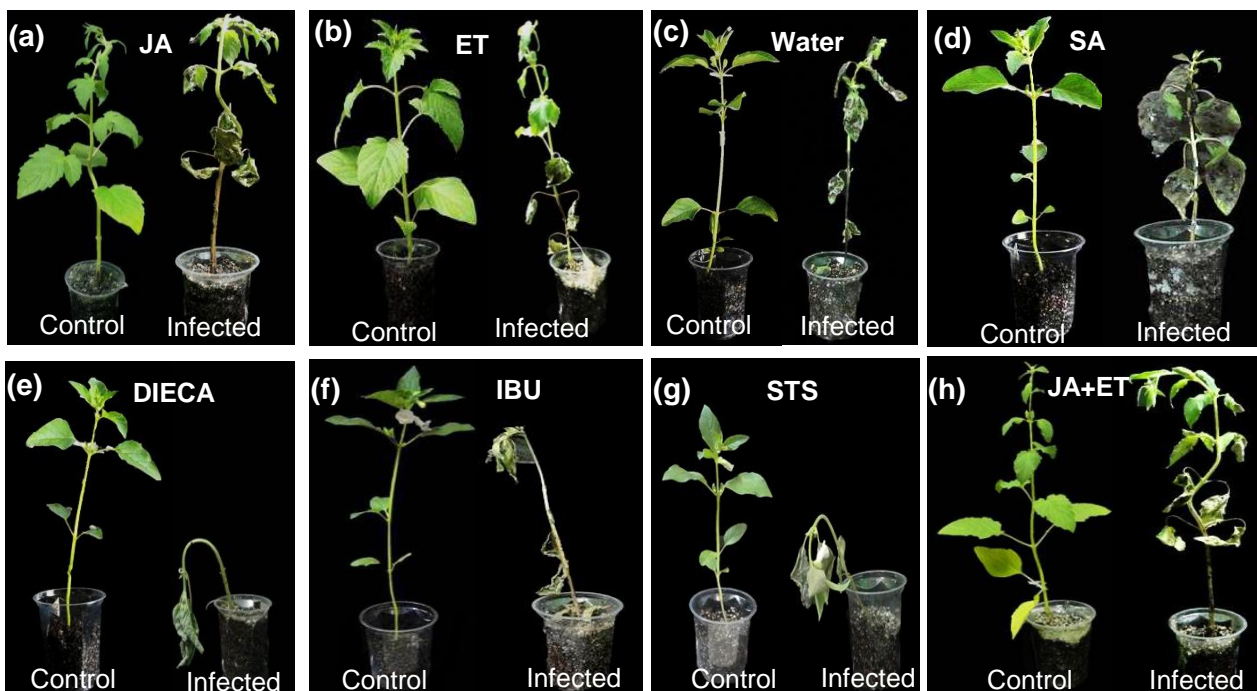 (a) JA
Control Infected
(b) ET
Control Infected
(c) Water
Control Infected
(d) SA
Control Infected
(e) DIECA
Control Infected
(f) IBU
Control Infected
(g) STS
Control Infected
(h) JA+ET
Control Infected